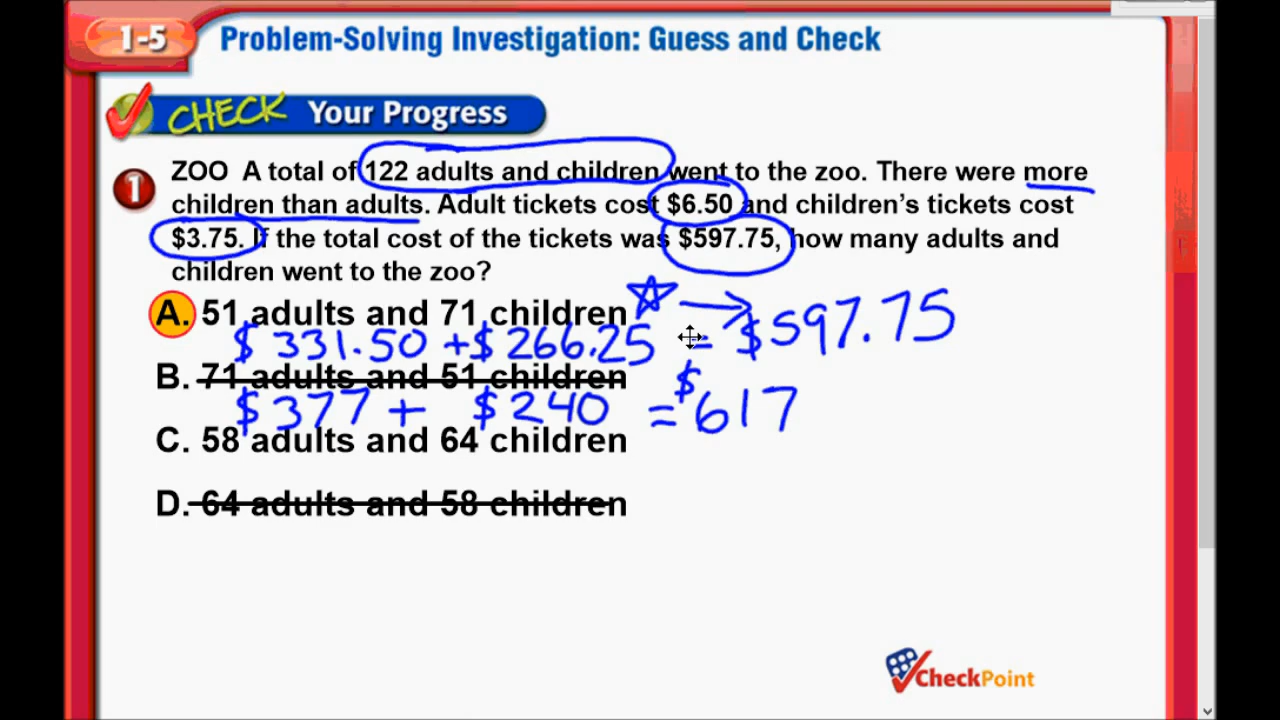 1-5 Problem-Solving Investigation: Guess and Check
CHECK Your Progress
1 ZOO A total of 122 adults and children went to the zoo. There were more
children than adults. Adult tickets cost $6.50 and children's tickets cost
$3.75. If the total cost of the tickets was $597.75, how many adults and
children went to the zoo?
A. 51 adults and 71 children → $597.75
$331.50 + $266.25 =
B. 71 adults and 51 children
$377 + $240 = $617
C. 58 adults and 64 children
D. 64 adults and 58 children
CheckPoint